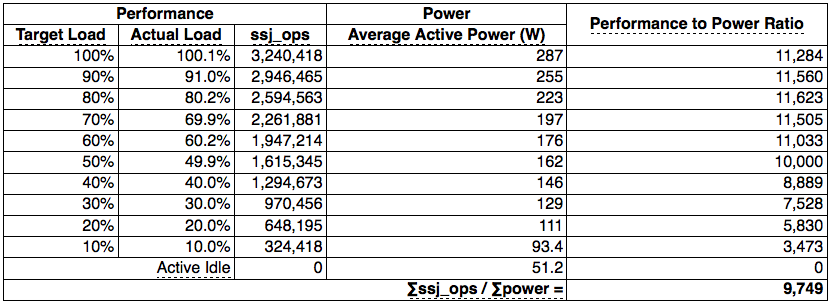 Performance Power Performance to Power Ratio
Target Load Actual Load ssj_ops Average Active Power (W)
100% 100.1% 3,240,418 287 11,284
90% 91.0% 2,946,465 255 11,560
80% 80.2% 2,594,563 223 11,623
70% 69.9% 2,261,881 197 11,505
60% 60.2% 1,947,214 176 11,033
50% 49.9% 1,615,345 162 10,000
40% 40.0% 1,294,673 146 8,889
30% 30.0% 970,456 129 7,528
20% 20.0% 648,195 111 5,830
10% 10.0% 324,418 93.4 3,473
Active Idle 0 51.2 0
∑ssj_ops / ∑power = 9,749